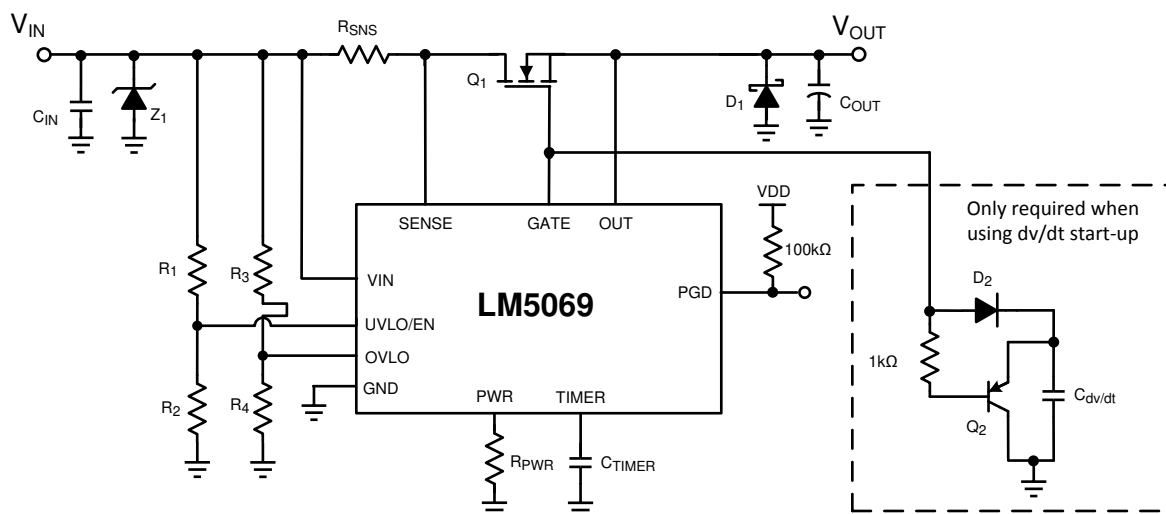 VIN
RSNS
VOUT
Q1
CIN
Z1
D1
COUT
SENSE
GATE
OUT
VDD
100kΩ
Only required when
using dv/dt start-up
R1
R3
VIN
LM5069
PGD
D2
UVLO/EN
1kΩ
OVLO
GND
R2
R4
PWR
TIMER
Cdv/dt
Q2
RPWR
CTIMER